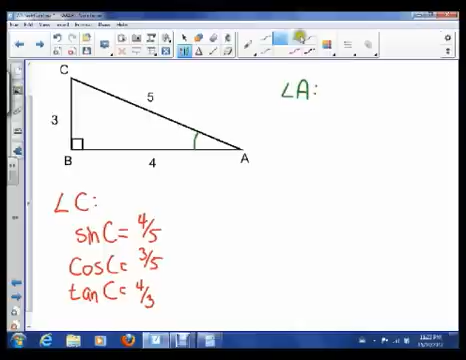 C
∠A:
5
3
B
4
A
∠C:
sinC = 4/5
cosC = 3/5
tanC = 4/3